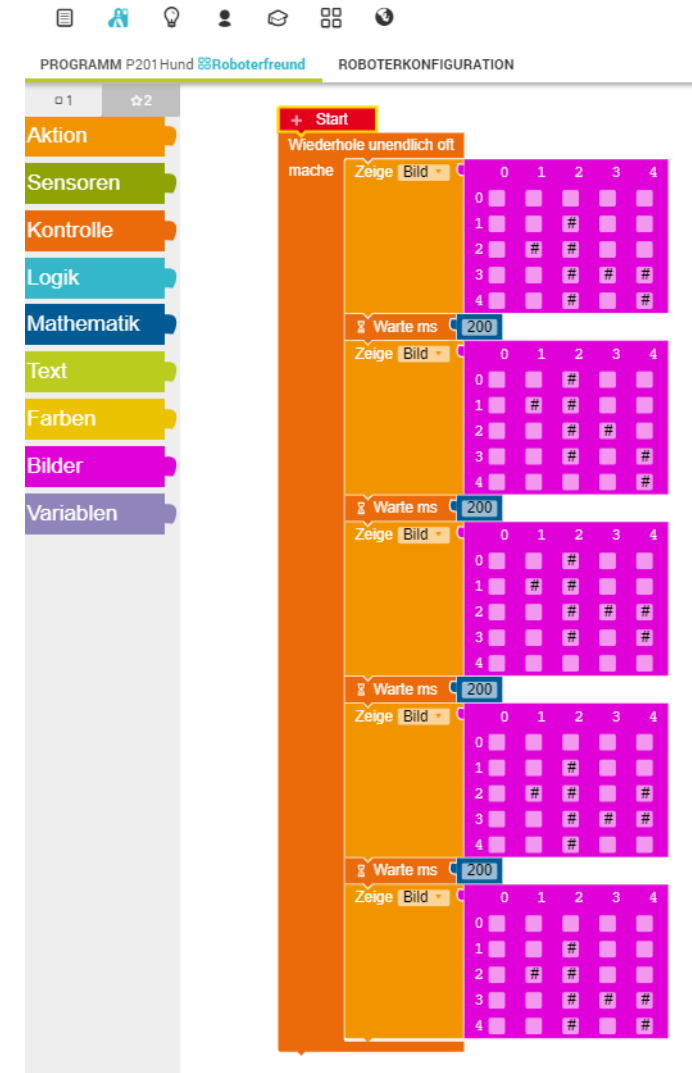 PROGRAMM P201Hund Roboterfreund ROBOTERKONFIGURATION
1 2
Aktion
Sensoren
Kontrolle
Logik
Mathematik
Text
Farben
Bilder
Variablen
+ Start
Wiederhole unendlich oft
mache Zeige Bild 0 1 2 3 4
0
1 #
2 # #
3 # # #
4 # #
Warte ms 200
Zeige Bild 0 1 2 3 4
0 #
1 # #
2 # #
3 # #
4 #
Warte ms 200
Zeige Bild 0 1 2 3 4
0 #
1 # #
2 # # #
3 # #
4
Warte ms 200
Zeige Bild 0 1 2 3 4
0
1 #
2 # # #
3 # # #
4 #
Warte ms 200
Zeige Bild 0 1 2 3 4
0
1 #
2 # #
3 # # #
4 # #